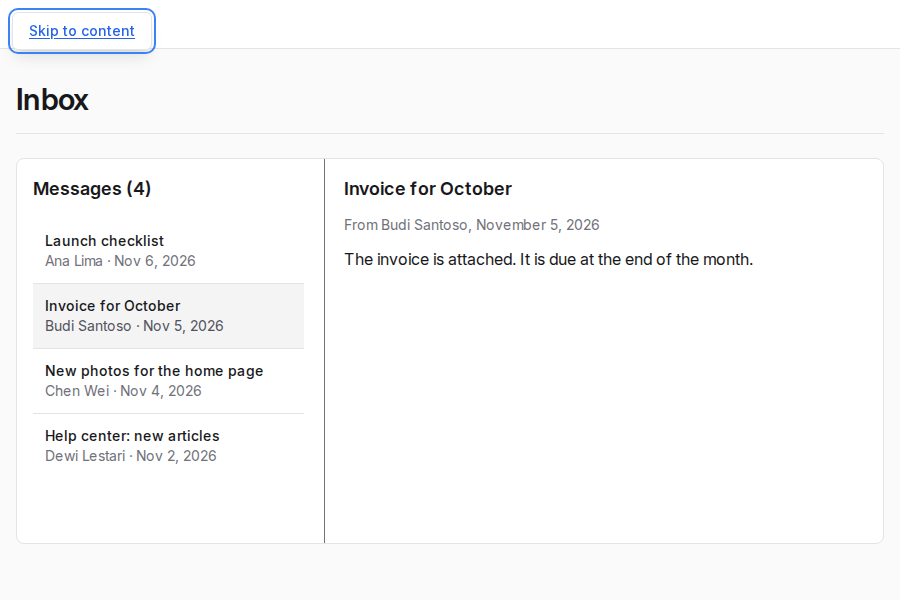 Skip to content
Inbox
Messages (4)
Launch checklist
Ana Lima · Nov 6, 2026
Invoice for October
Budi Santoso · Nov 5, 2026
New photos for the home page
Chen Wei · Nov 4, 2026
Help center: new articles
Dewi Lestari · Nov 2, 2026
Invoice for October
From Budi Santoso, November 5, 2026
The invoice is attached. It is due at the end of the month.